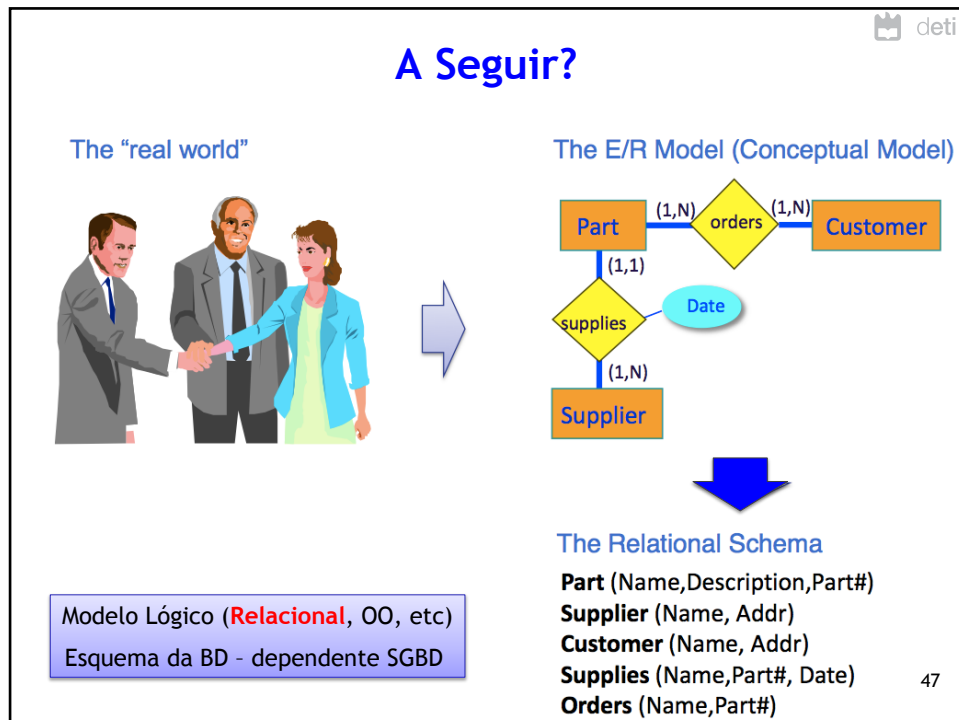 deti
A Seguir?
The “real world”
The E/R Model (Conceptual Model)
Part
(1,N)
orders
(1,N)
Customer
(1,1)
supplies
Date
(1,N)
Supplier
The Relational Schema
Part (Name,Description,Part#)
Supplier (Name, Addr)
Customer (Name, Addr)
Supplies (Name,Part#, Date)
Orders (Name,Part#)
Modelo Lógico (Relacional, OO, etc)
Esquema da BD – dependente SGBD
47